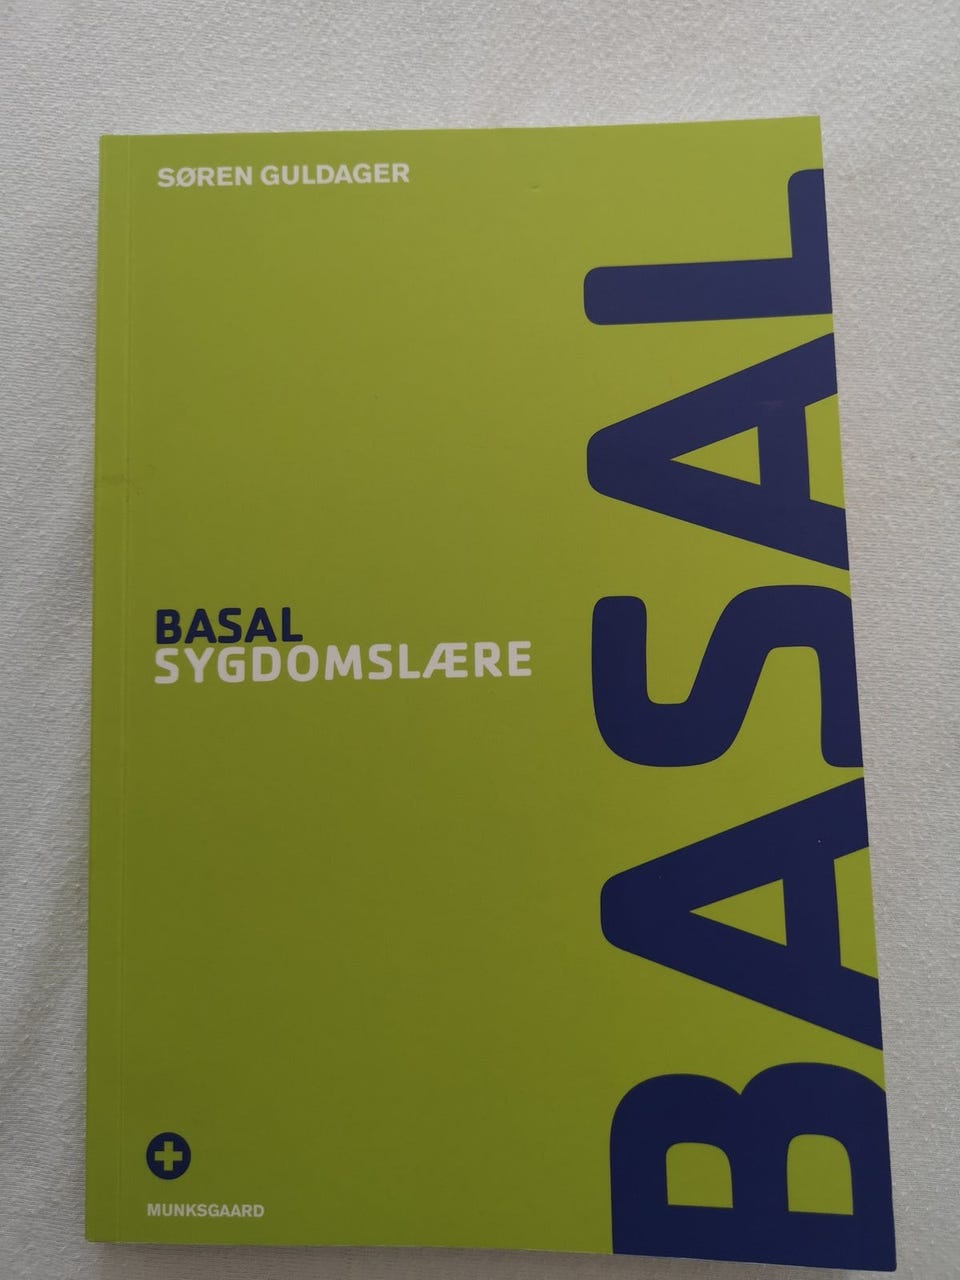 SØREN GULDAGER
BASAL
SYGDOMSLÆRE
BASAL
MUNKSGAARD